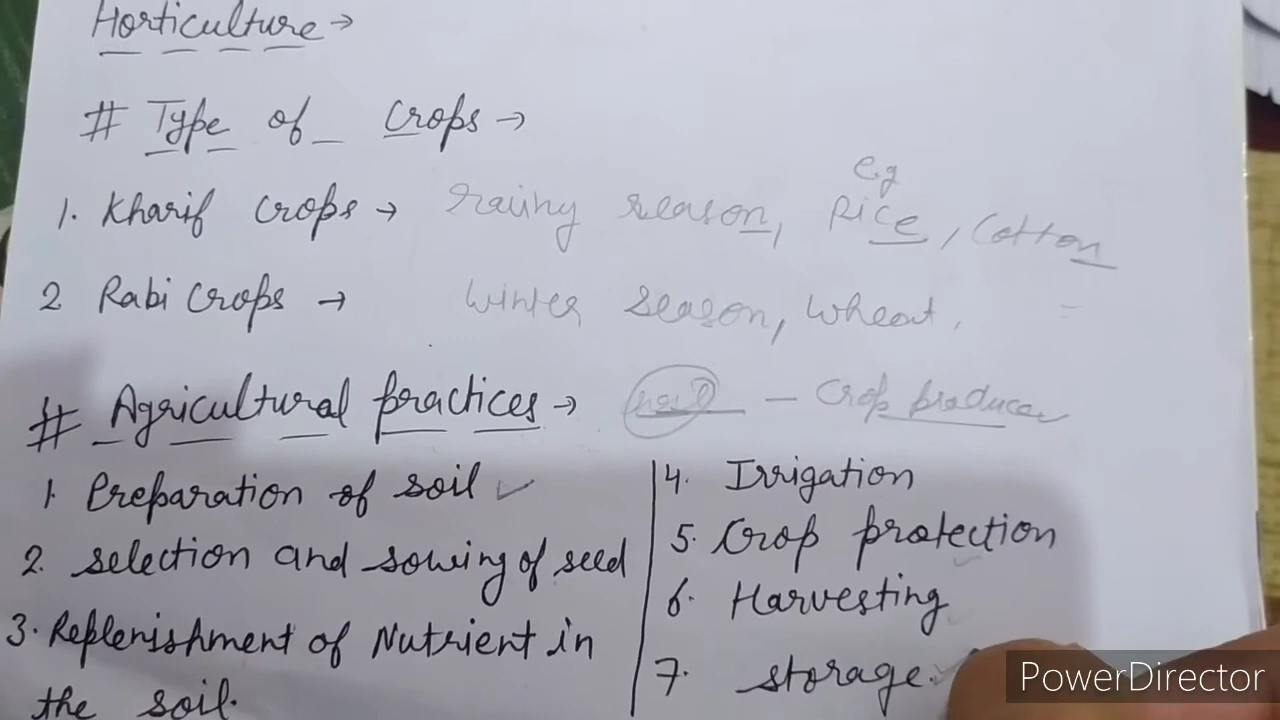 Horticulture →
# Type of Crops →
e.g
1. Kharif crops → rainy season, Rice, Cotton
2 Rabi Crops → winter season, wheat.
# Agricultural practices → - Crop producer
1. Preparation of soil ✓
2. selection and sowing of seed
3. Replenishment of Nutrient in
the soil.
4. Irrigation
5. Crop protection
6. Harvesting
7. storage.
PowerDirector